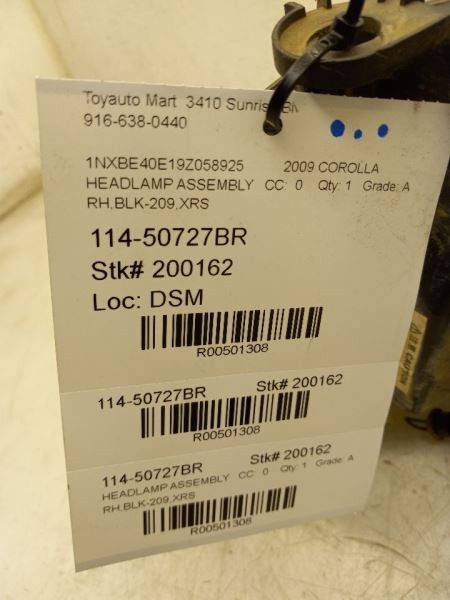 Toyauto Mart 3410 Sunrise
916-638-0440
1NXBE40E19Z058925 2009 COROLLA
HEADLAMP ASSEMBLY CC: 0 Qty: 1 Grade: A
RH,BLK-209,XRS
114-50727BR
Stk# 200162
Loc: DSM
R00501308
114-50727BR Stk# 200162
R00501308
114-50727BR Stk# 200162
HEADLAMP ASSEMBLY CC: 0 Qty: 1 Grade: A
RH,BLK-209,XRS
R00501308
CAUTION